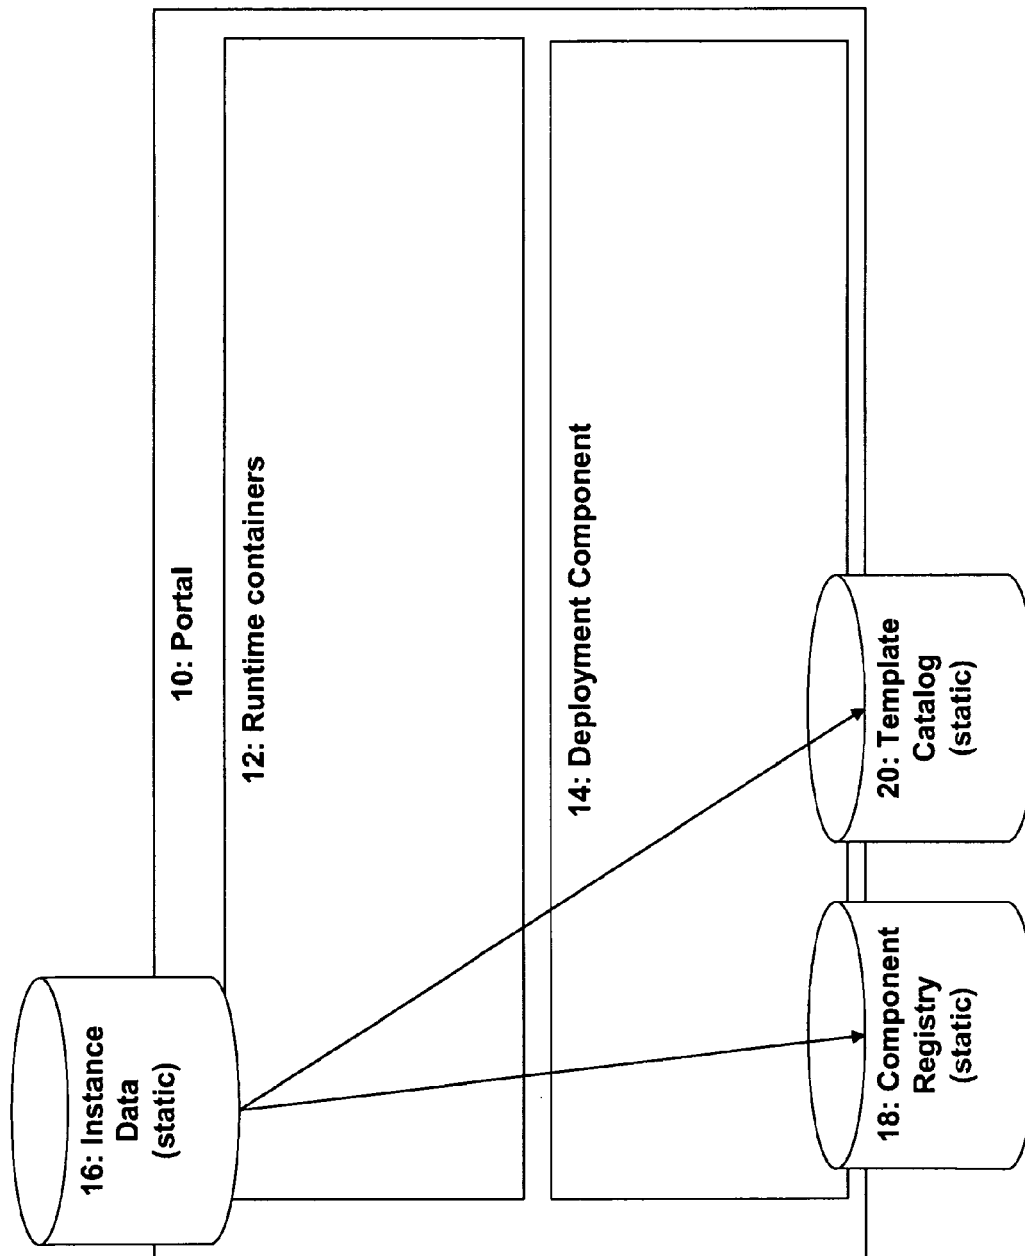 10: Portal
12: Runtime containers
14: Deployment Component
16: Instance
Data
(static)
18: Component
Registry
(static)
20: Template
Catalog
(static)